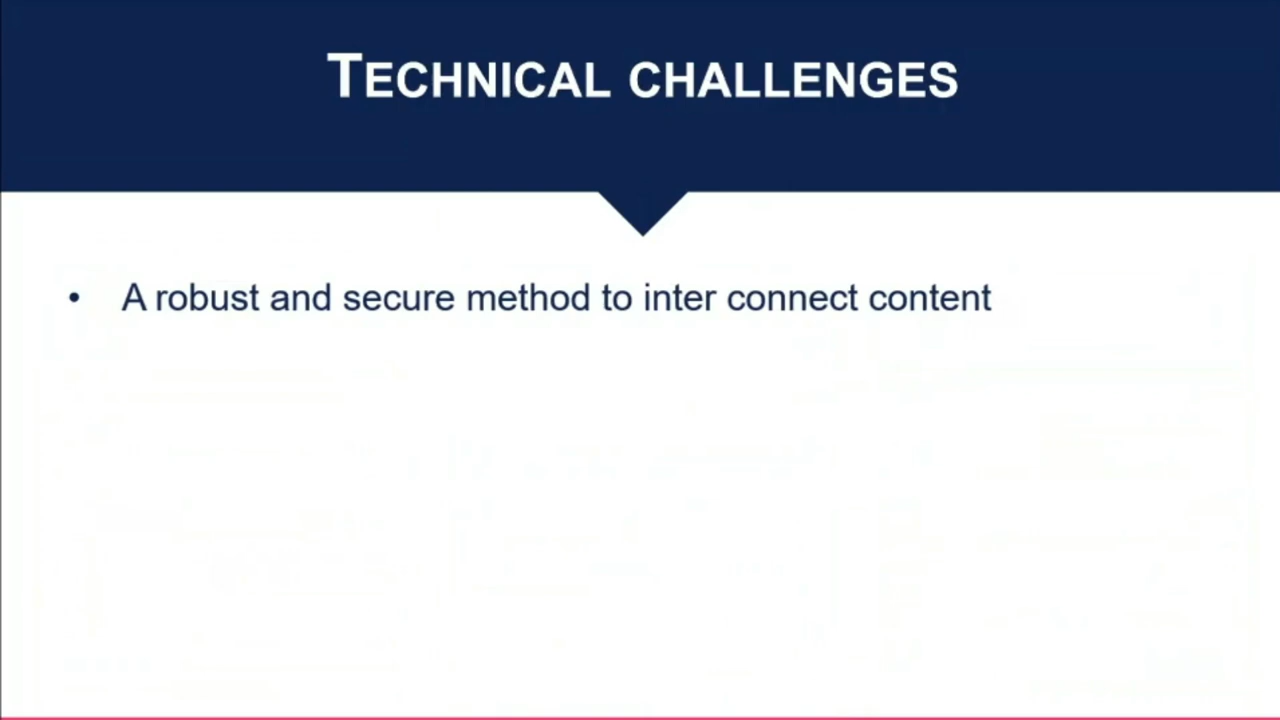 TECHNICAL CHALLENGES
• A robust and secure method to inter connect content